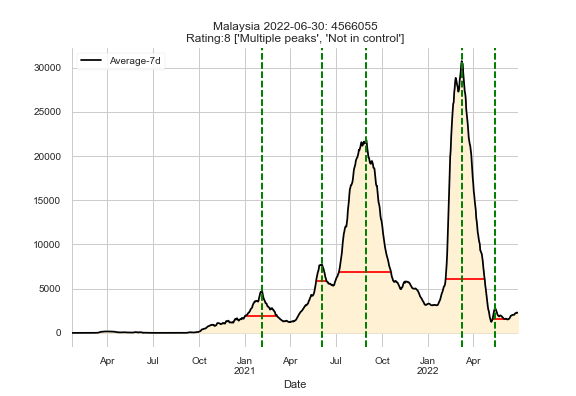 Malaysia 2022-06-30: 4566055
Rating:8 ['Multiple peaks', 'Not in control']
Average-7d
30000
25000
20000
15000
10000
5000
0
Apr Jul Oct Jan Apr Jul Oct Jan Apr
2021 2022
Date